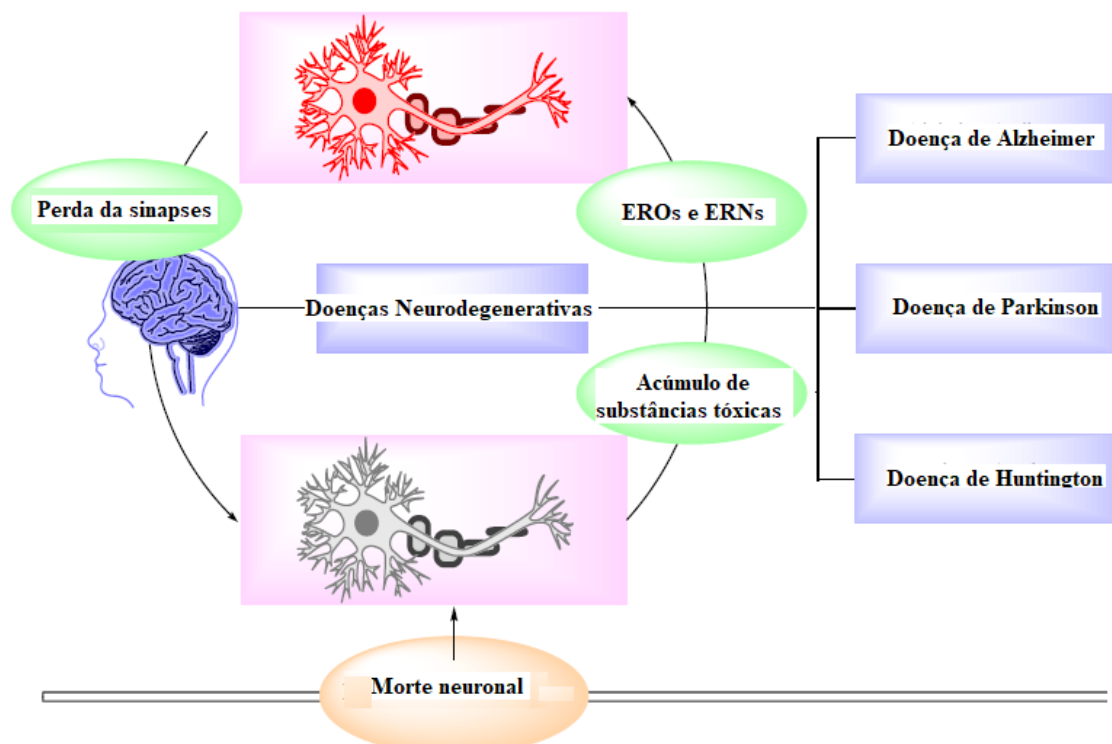 Doença de Alzheimer
Perda da sinapses
EROs e ERNs
Doenças Neurodegenerativas
Doença de Parkinson
Acúmulo de
substâncias tóxicas
Doença de Huntington
Morte neuronal